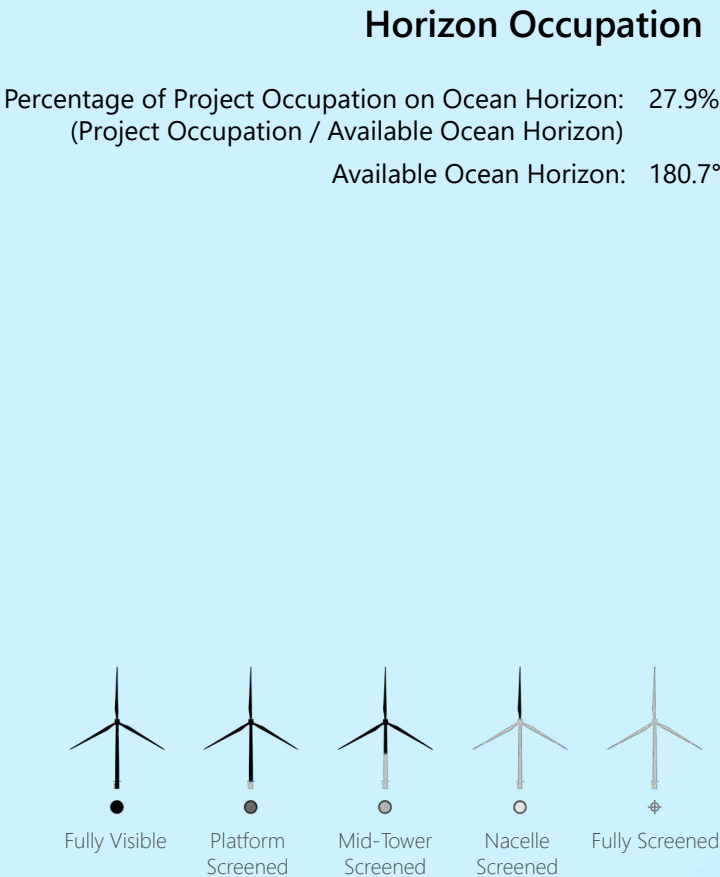 Horizon Occupation
Percentage of Project Occupation on Ocean Horizon: 27.9%
(Project Occupation / Available Ocean Horizon)
Available Ocean Horizon: 180.7°
Fully Visible Platform Mid-Tower Nacelle Fully Screened
Screened Screened Screened